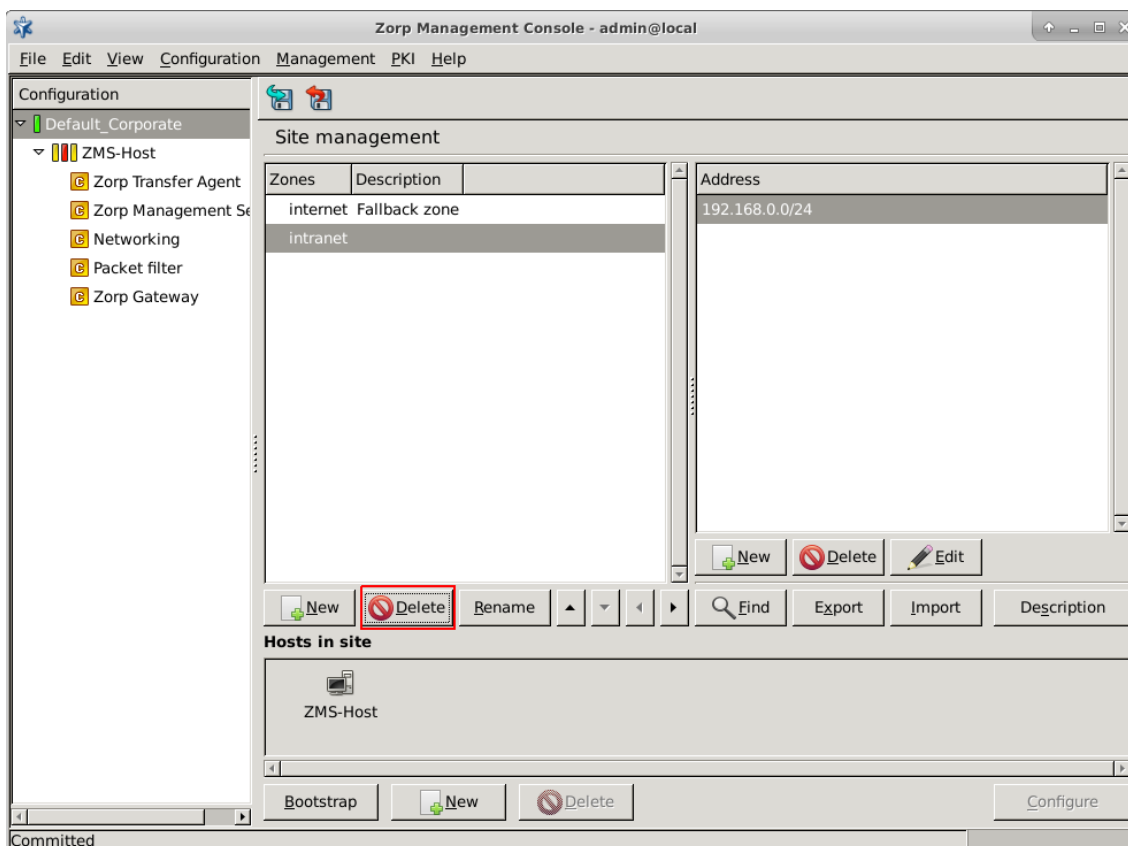 Zorp Management Console - admin@local
File Edit View Configuration Management PKI Help
Configuration
Default_Corporate
ZMS-Host
Zorp Transfer Agent
Zorp Management Se
Networking
Packet filter
Zorp Gateway
Site management
Zones Description
internet Fallback zone
intranet
Address
192.168.0.0/24
New Delete Edit
New Delete Rename Find Export Import Description
Hosts in site
ZMS-Host
Bootstrap New Delete Configure
Committed